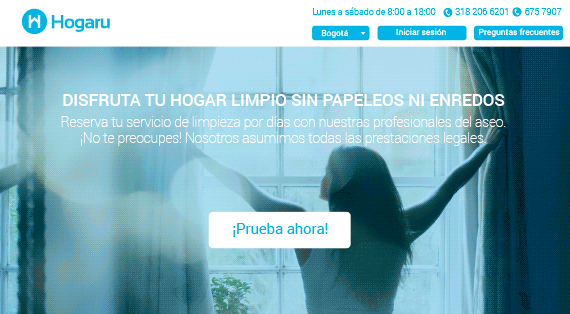 Hogaru
Lunes a sábado de 8:00 a 18:00 318 206 6201 675 7907
Bogotá Iniciar sesión Preguntas frecuentes
DISFRUTA TU HOGAR LIMPIO SIN PAPELEOS NI ENREDOS
Reserva tu servicio de limpieza por días con nuestras profesionales del aseo.
¡No te preocupes! Nosotros asumimos todas las prestaciones legales.
¡Prueba ahora!